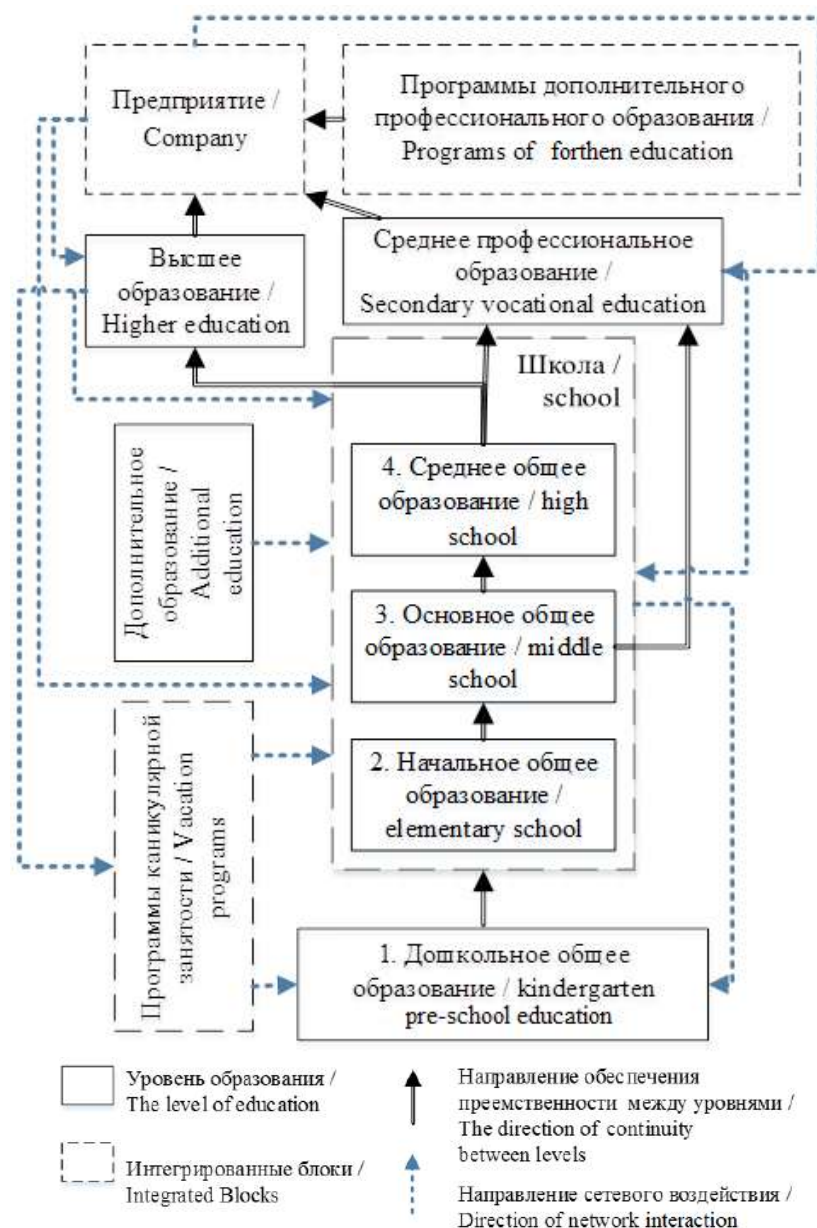 Предприятие /
Company
Программы дополнительного
профессионального образования /
Programs of forthen education
Высшее
образование /
Higher education
Среднее профессиональное
образование /
Secondary vocational education
Школа /
school
Дополнительное
образование /
Additional
education
4. Среднее общее
образование / high
school
3. Основное общее
образование / middle
school
2. Начальное общее
образование /
elementary school
Программы каникулярной
занятости / Vacation
programs
1. Дошкольное общее
образование / kindergarten
pre-school education
Уровень образования /
The level of education
Интегрированные блоки /
Integrated Blocks
Направление обеспечения
преемственности между уровнями /
The direction of continuity
between levels
Направление сетевого воздействия /
Direction of network interaction